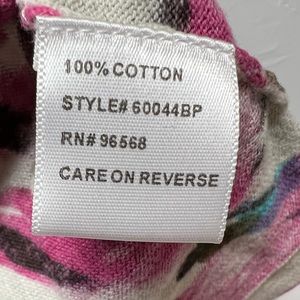 100% COTTON
STYLE# 60044BP
RN# 96568
CARE ON REVERSE